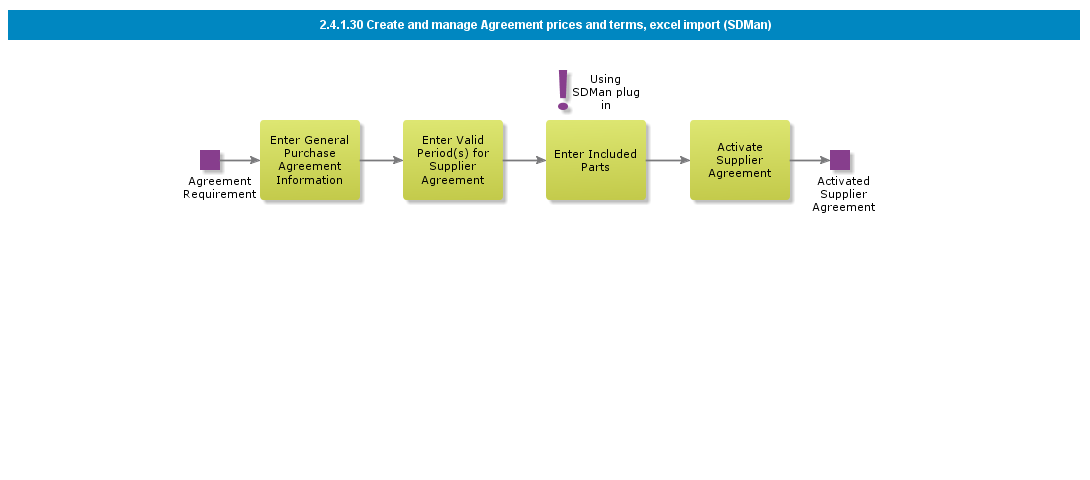 2.4.1.30 Create and manage Agreement prices and terms, excel import (SDMan)
Using
SDMan plug
in
Agreement
Requirement
Enter General
Purchase
Agreement
Information
Enter Valid
Period(s) for
Supplier
Agreement
Enter Included
Parts
Activate
Supplier
Agreement
Activated
Supplier
Agreement